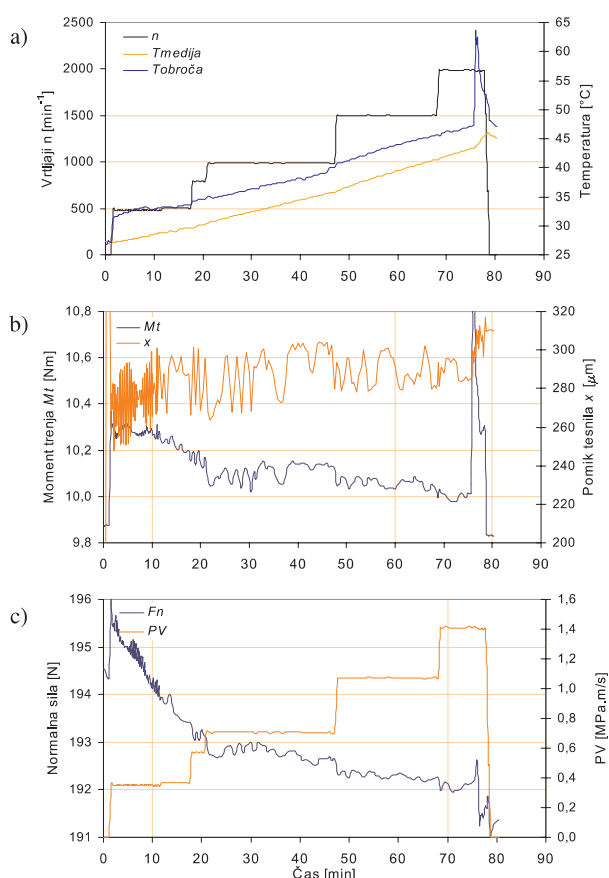 a)
Vrtljaji n [min⁻¹]
2500
2000
1500
1000
500
0
n
Tmedija
Tobroča
65
60
55
50
45
40
35
30
25
Temperatura [°C]
0 10 20 30 40 50 60 70 80 90
b)
Moment trenja Mt [Nm]
10,8
10,6
10,4
10,2
10,0
9,8
Mt
x
320
300
280
260
240
220
200
Pomik tesnila x [μm]
0 10 20 30 40 50 60 70 80 90
c)
Normalna sila [N]
196
195
194
193
192
191
Fn
PV
1,6
1,4
1,2
1,0
0,8
0,6
0,4
0,2
0,0
PV [MPa.m/s]
0 10 20 30 40 50 60 70 80 90
Čas [min]